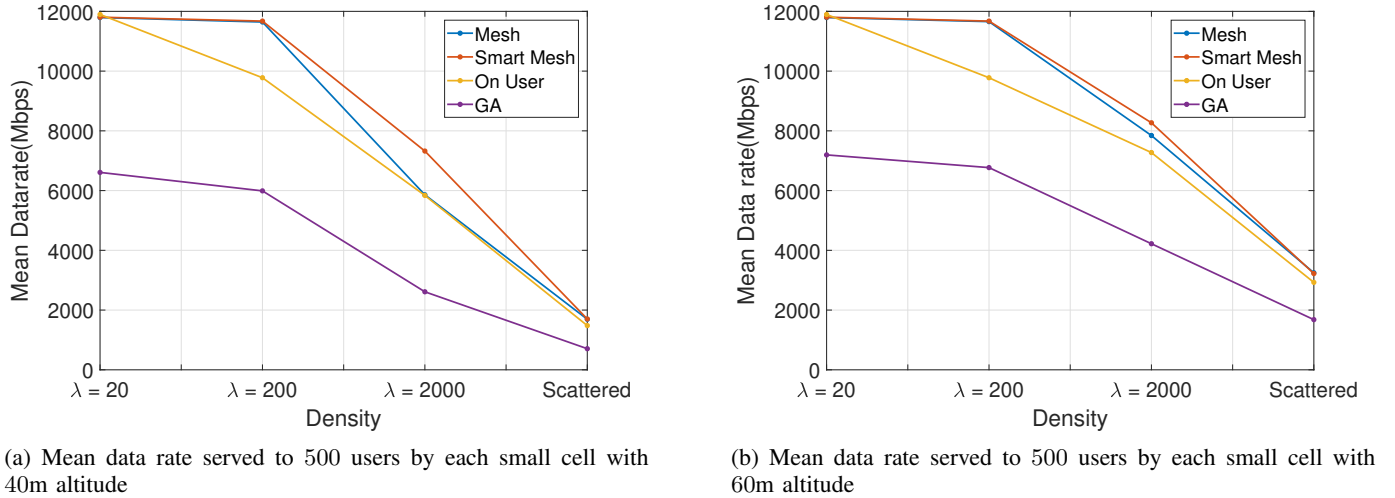 12000
10000
8000
6000
4000
2000
0
Mean Datarate(Mbps)
Mesh
Smart Mesh
On User
GA
λ = 20 λ = 200 λ = 2000 Scattered
Density
(a) Mean data rate served to 500 users by each small cell with
40m altitude
12000
10000
8000
6000
4000
2000
0
Mean Data rate(Mbps)
Mesh
Smart Mesh
On User
GA
λ = 20 λ = 200 λ = 2000 Scattered
Density
(b) Mean data rate served to 500 users by each small cell with
60m altitude